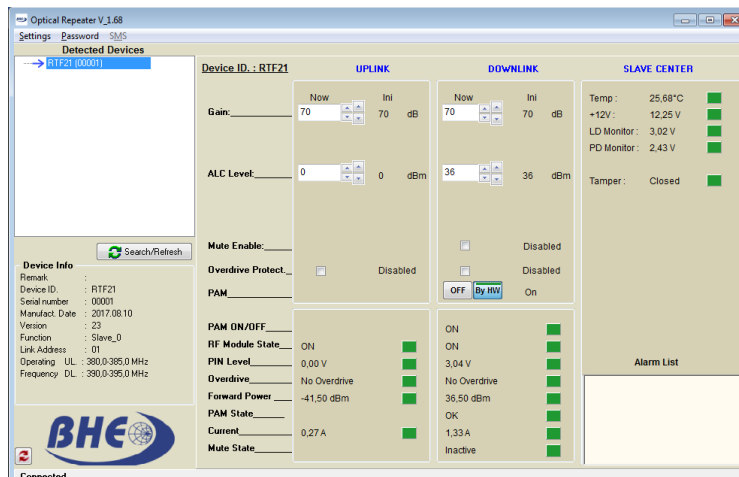 Optical Repeater V_1.68
Settings Password SMS
Detected Devices
RTF21 (00001)
Search/Refresh
Device Info
Remark :
Device ID. : RTF21
Serial number : 00001
Manufact. Date : 2017.08.10
Version : 23
Function : Slave_0
Link Address : 01
Operating UL : 380,0-385,0 MHz
Frequency DL : 390,0-395,0 MHz
BHE
Connected
Device ID. : RTF21 UPLINK DOWNLINK SLAVE CENTER
Now Ini Now Ini
Gain: 70 70 dB 70 70 dB
ALC Level: 0 0 dBm 36 36 dBm
Mute Enable: Disabled
Overdrive Protect. Disabled Disabled
PAM OFF By HW On
PAM ON/OFF ON
RF Module State ON ON
PIN Level 0,00 V 3,04 V
Overdrive No Overdrive No Overdrive
Forward Power -41,50 dBm 36,50 dBm
PAM State OK
Current 0,27 A 1,33 A
Mute State Inactive
Temp : 25,68°C
+12V : 12,25 V
LD Monitor : 3,02 V
PD Monitor : 2,43 V
Tamper : Closed
Alarm List